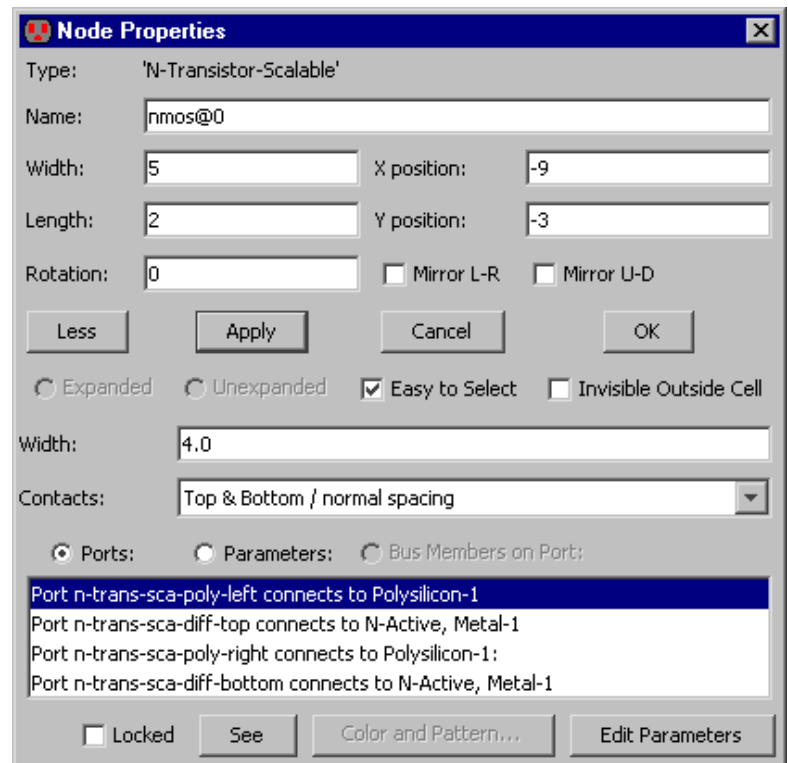 Node Properties
Type: 'N-Transistor-Scalable'
Name: nmos@0
Width: 5 X position: -9
Length: 2 Y position: -3
Rotation: 0 Mirror L-R Mirror U-D
Less Apply Cancel OK
Expanded Unexpanded Easy to Select Invisible Outside Cell
Width: 4.0
Contacts: Top & Bottom / normal spacing
Ports: Parameters: Bus Members on Port:
Port n-trans-sca-poly-left connects to Polysilicon-1
Port n-trans-sca-diff-top connects to N-Active, Metal-1
Port n-trans-sca-poly-right connects to Polysilicon-1:
Port n-trans-sca-diff-bottom connects to N-Active, Metal-1
Locked See Color and Pattern... Edit Parameters